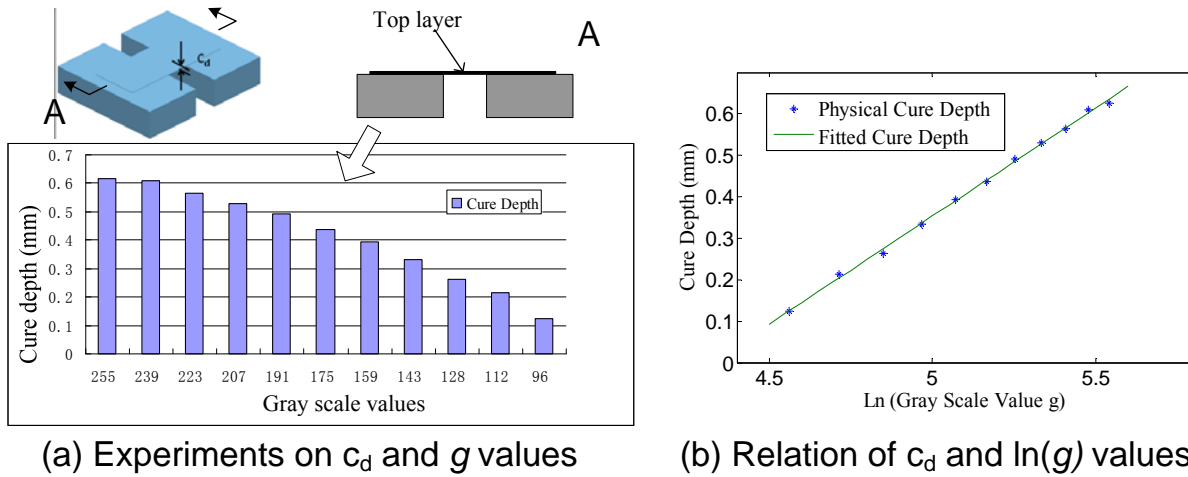 A
A
C_d
Top layer
0. 7
0. 6
0. 5
0. 4
0. 3
0. 2
0. 1
0
Cure depth (mm)
Cure Depth
255 239 223 207 191 175 159 143 128 112 96
Gray scale values
(a) Experiments on c_d and g values
0.6
0.5
0.4
0.3
0.2
0.1
0
Cure Depth (mm)
Physical Cure Depth
Fitted Cure Depth
4.5 5 5.5
Ln (Gray Scale Value g)
(b) Relation of c_d and ln(g) values